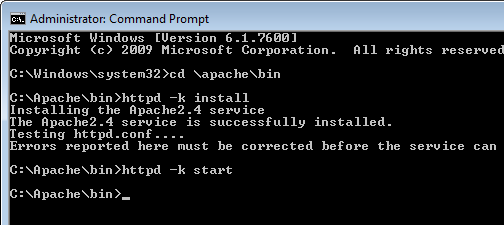 Administrator: Command Prompt
Microsoft Windows [Version 6.1.7600]
Copyright (c) 2009 Microsoft Corporation.  All rights reserved
C:\Windows\system32>cd \apache\bin
C:\Apache\bin>httpd -k install
Installing the Apache2.4 service
The Apache2.4 service is successfully installed.
Testing httpd.conf....
Errors reported here must be corrected before the service can
C:\Apache\bin>httpd -k start
C:\Apache\bin>_